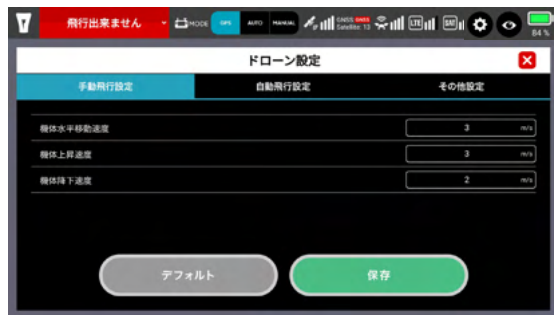 飛行出来ません MODE GPS AUTO MANUAL GNSS GNSS LTE SAT
Satellite: 13 84 %
ドローン設定
手動飛行設定 自動飛行設定 その他設定
機体水平移動速度 3 m/s
機体上昇速度 3 m/s
機体降下速度 2 m/s
デフォルト 保存